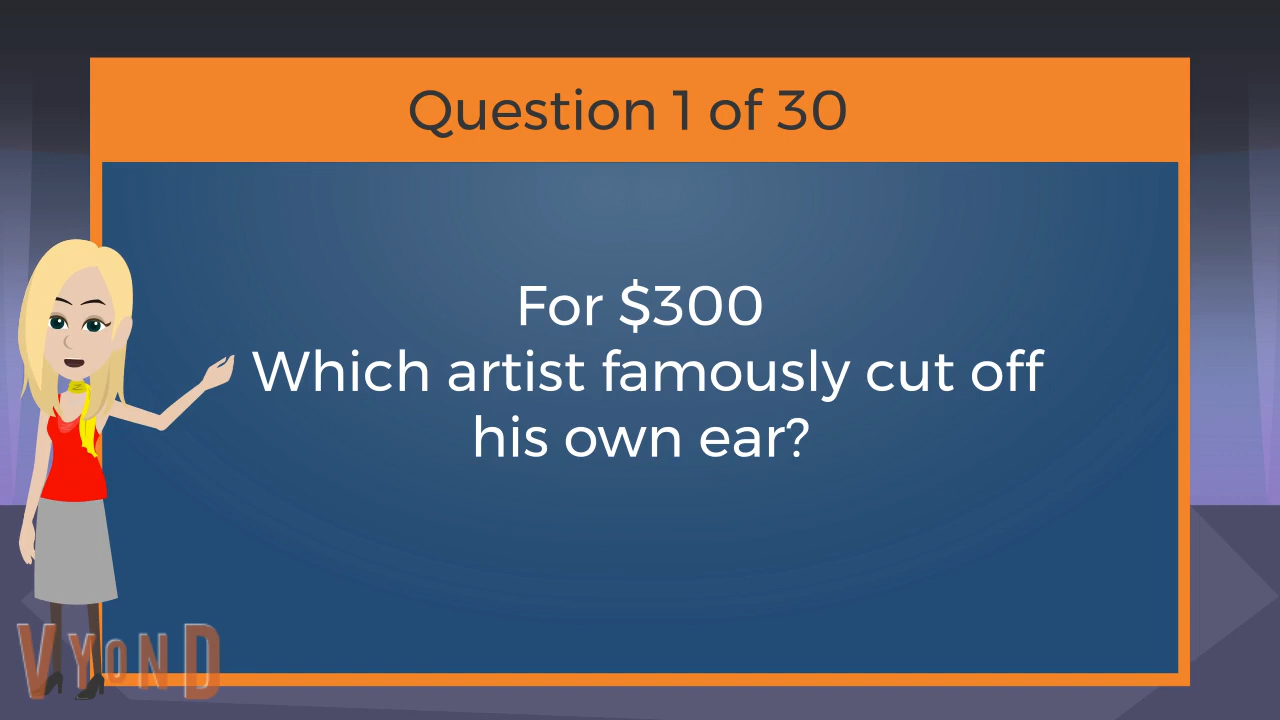 Question 1 of 30
For $300
Which artist famously cut off
his own ear?
VYoND